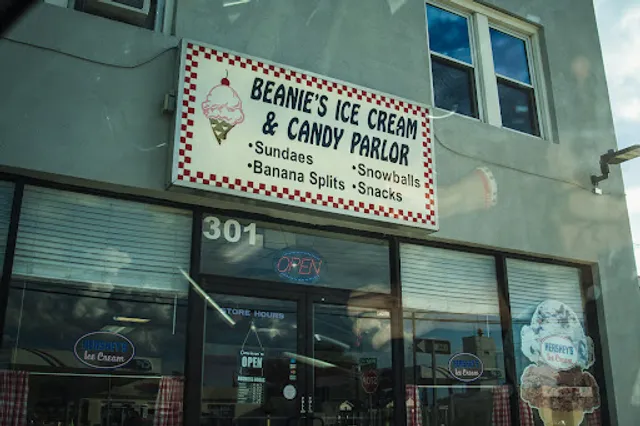 BEANIE'S ICE CREAM
& CANDY PARLOR
•Sundaes •Snowballs
•Banana Splits •Snacks
301
OPEN
STORE HOURS
OPEN
Ice Cream
Ice Cream
HERSHEY'S